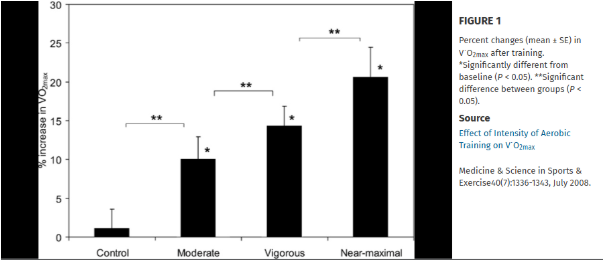 30
25
20
15
10
5
0
% increase in VO2max
**
**
**
*
*
*
Control
Moderate
Vigorous
Near-maximal
FIGURE 1
Percent changes (mean ± SE) in
V˙O2max after training.
*Significantly different from
baseline (P < 0.05). **Significant
difference between groups (P <
0.05).
Source
Effect of Intensity of Aerobic
Training on V˙O2max
Medicine & Science in Sports &
Exercise40(7):1336-1343, July 2008.